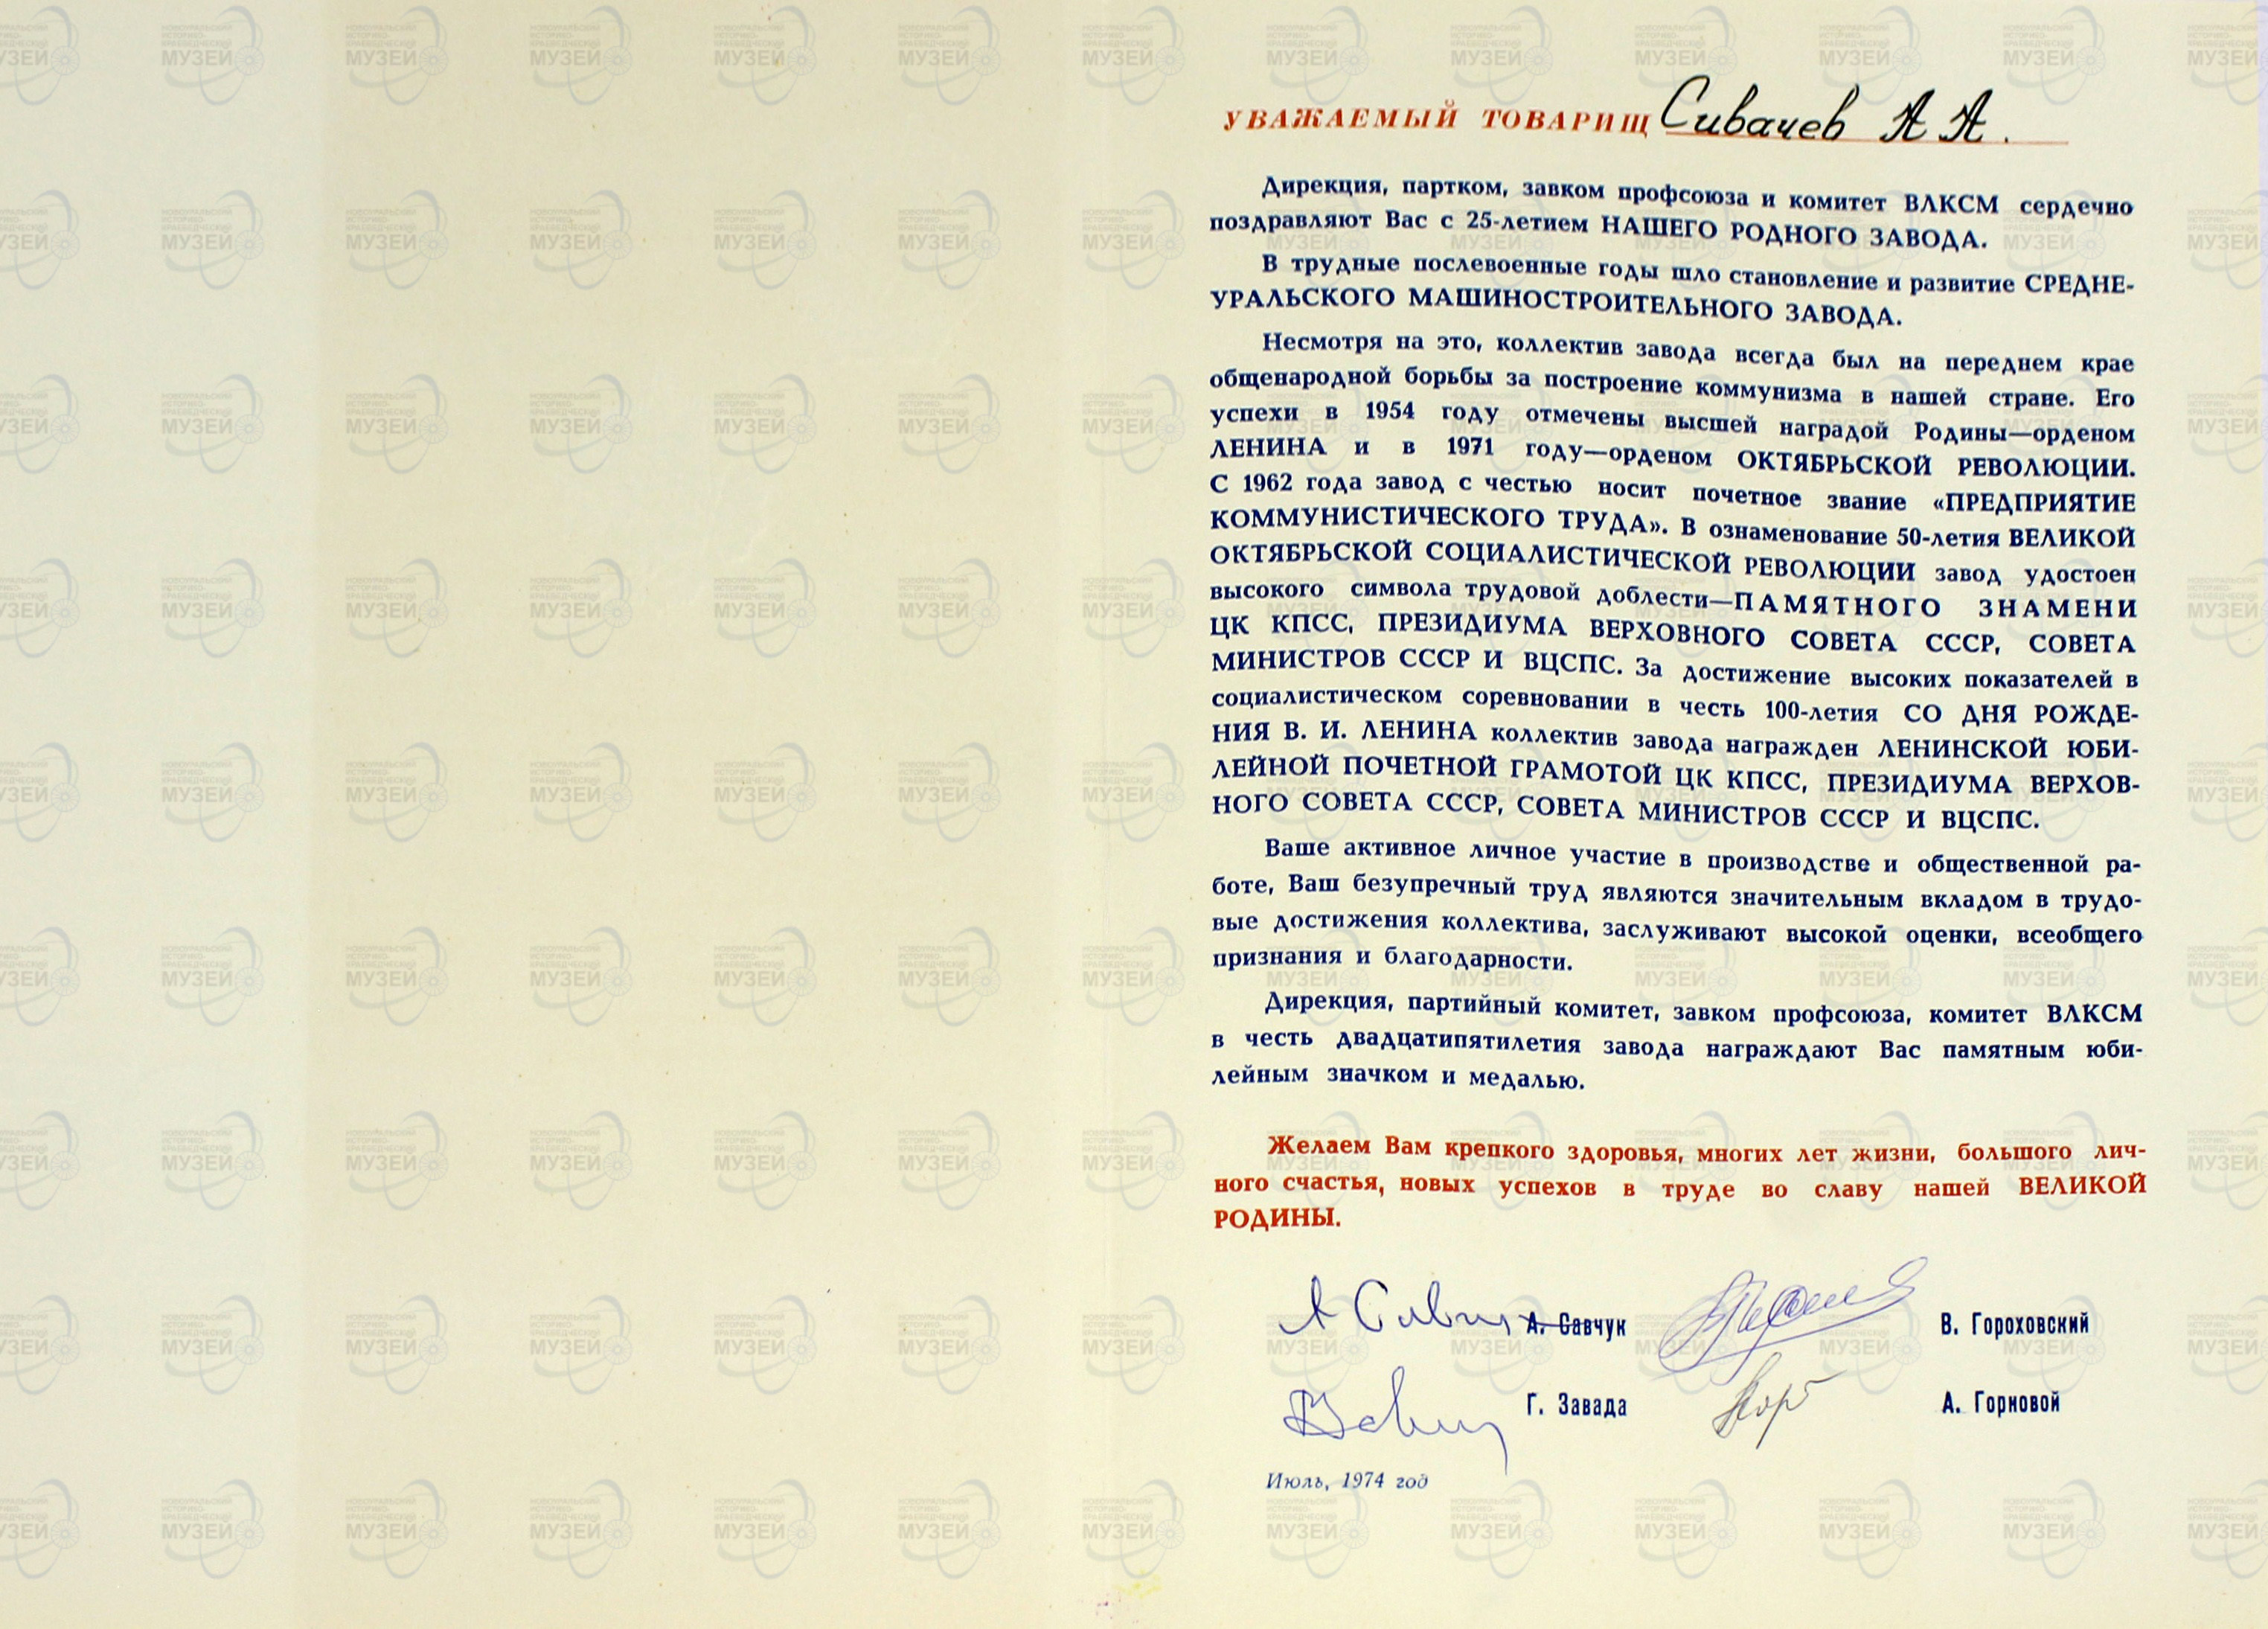 УВАЖАЕМЫЙ ТОВАРИЩ Сивачев А А.
Дирекция, партком, завком профсоюза и комитет ВЛКСМ сердечно
поздравляют Вас с 25-летием НАШЕГО РОДНОГО ЗАВОДА.
В трудные послевоенные годы шло становление и развитие СРЕДНЕ-
УРАЛЬСКОГО МАШИНОСТРОИТЕЛЬНОГО ЗАВОДА.
Несмотря на это, коллектив завода всегда был на переднем крае
общенародной борьбы за построение коммунизма в нашей стране. Его
успехи в 1954 году отмечены высшей наградой Родины—орденом
ЛЕНИНА и в 1971 году—орденом ОКТЯБРЬСКОЙ РЕВОЛЮЦИИ.
С 1962 года завод с честью носит почетное звание «ПРЕДПРИЯТИЕ
КОММУНИСТИЧЕСКОГО ТРУДА». В ознаменование 50-летия ВЕЛИКОЙ
ОКТЯБРЬСКОЙ СОЦИАЛИСТИЧЕСКОЙ РЕВОЛЮЦИИ завод удостоен
высокого символа трудовой доблести—ПАМЯТНОГО ЗНАМЕНИ
ЦК КПСС, ПРЕЗИДИУМА ВЕРХОВНОГО СОВЕТА СССР, СОВЕТА
МИНИСТРОВ СССР И ВЦСПС. За достижение высоких показателей в
социалистическом соревновании в честь 100-летия СО ДНЯ РОЖДЕ-
НИЯ В. И. ЛЕНИНА коллектив завода награжден ЛЕНИНСКОЙ ЮБИ-
ЛЕЙНОЙ ПОЧЕТНОЙ ГРАМОТОЙ ЦК КПСС, ПРЕЗИДИУМА ВЕРХОВ-
НОГО СОВЕТА СССР, СОВЕТА МИНИСТРОВ СССР И ВЦСПС.
Ваше активное личное участие в производстве и общественной ра-
боте, Ваш безупречный труд являются значительным вкладом в трудо-
вые достижения коллектива, заслуживают высокой оценки, всеобщего
признания и благодарности.
Дирекция, партийный комитет, завком профсоюза, комитет ВЛКСМ
в честь двадцатипятилетия завода награждают Вас памятным юби-
лейным значком и медалью.
Желаем Вам крепкого здоровья, многих лет жизни, большого лич-
ного счастья, новых успехов в труде во славу нашей ВЕЛИКОЙ
РОДИНЫ.
А. Савчук В. Гороховский
Г. Завада А. Горновой
Июль, 1974 год
НОВОУРАЛЬСКИЙ
ИСТОРИКО-
КРАЕВЕДЧЕСКИЙ
МУЗЕЙ